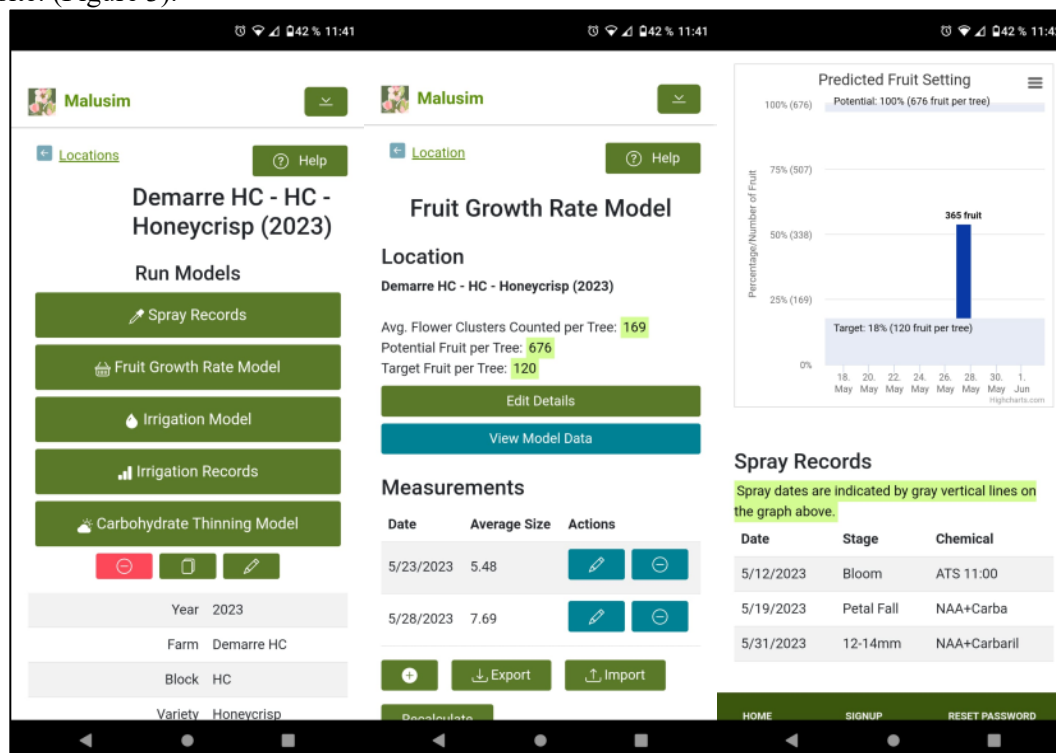 (Figure 3).
42 % 11:41
Malusim
Locations
Help
Demarre HC - HC -
Honeycrisp (2023)
Run Models
Spray Records
Fruit Growth Rate Model
Irrigation Model
Irrigation Records
Carbohydrate Thinning Model
Year 2023
Farm Demarre HC
Block HC
Variety Honeycrisp
42 % 11:41
Malusim
Location
Help
Fruit Growth Rate Model
Location
Demarre HC - HC - Honeycrisp (2023)
Avg. Flower Clusters Counted per Tree: 169
Potential Fruit per Tree: 676
Target Fruit per Tree: 120
Edit Details
View Model Data
Measurements
Date Average Size Actions
5/23/2023 5.48
5/28/2023 7.69
Export
Import
Recalculate
42 %
Predicted Fruit Setting
Potential: 100% (676 fruit per tree)
100% (676)
75% (507)
50% (338)
25% (169)
0%
Percentage/Number of Fruit
365 fruit
Target: 18% (120 fruit per tree)
18. May 20. May 22. May 24. May 26. May 28. May 30. May 1. Jun
Highcharts.com
Spray Records
Spray dates are indicated by gray vertical lines on
the graph above.
Date Stage Chemical
5/12/2023 Bloom ATS 11:00
5/19/2023 Petal Fall NAA+Carba
5/31/2023 12-14mm NAA+Carbaril
HOME SIGNUP RESET PASSWORD